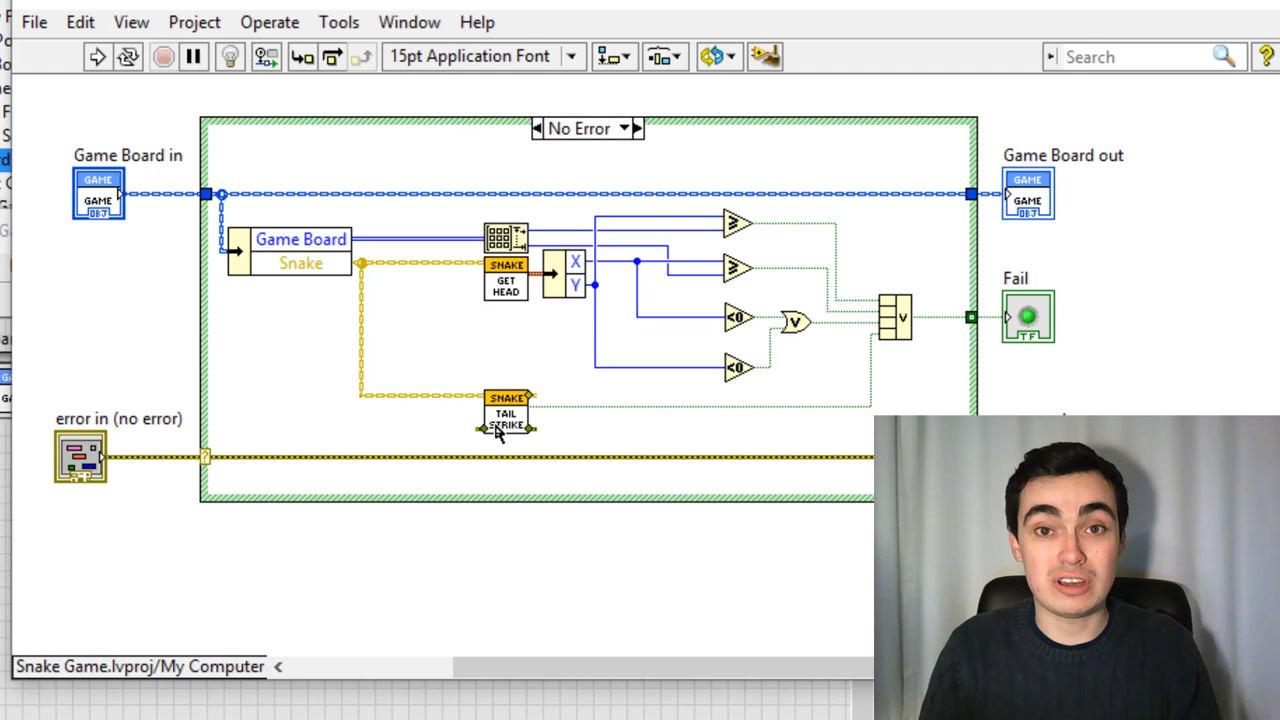 File Edit View Project Operate Tools Window Help
15pt Application Font
Search
?
No Error
Game Board in
GAME
GAME
OBJ
Game Board out
GAME
GAME
OBJ
Game Board
Snake
SNAKE
GET
HEAD
X
Y
≥
≥
<0
<0
V
V
Fail
TF
SNAKE
TAIL
STRIKE
error in (no error)
?
Snake Game.lvproj/My Computer <